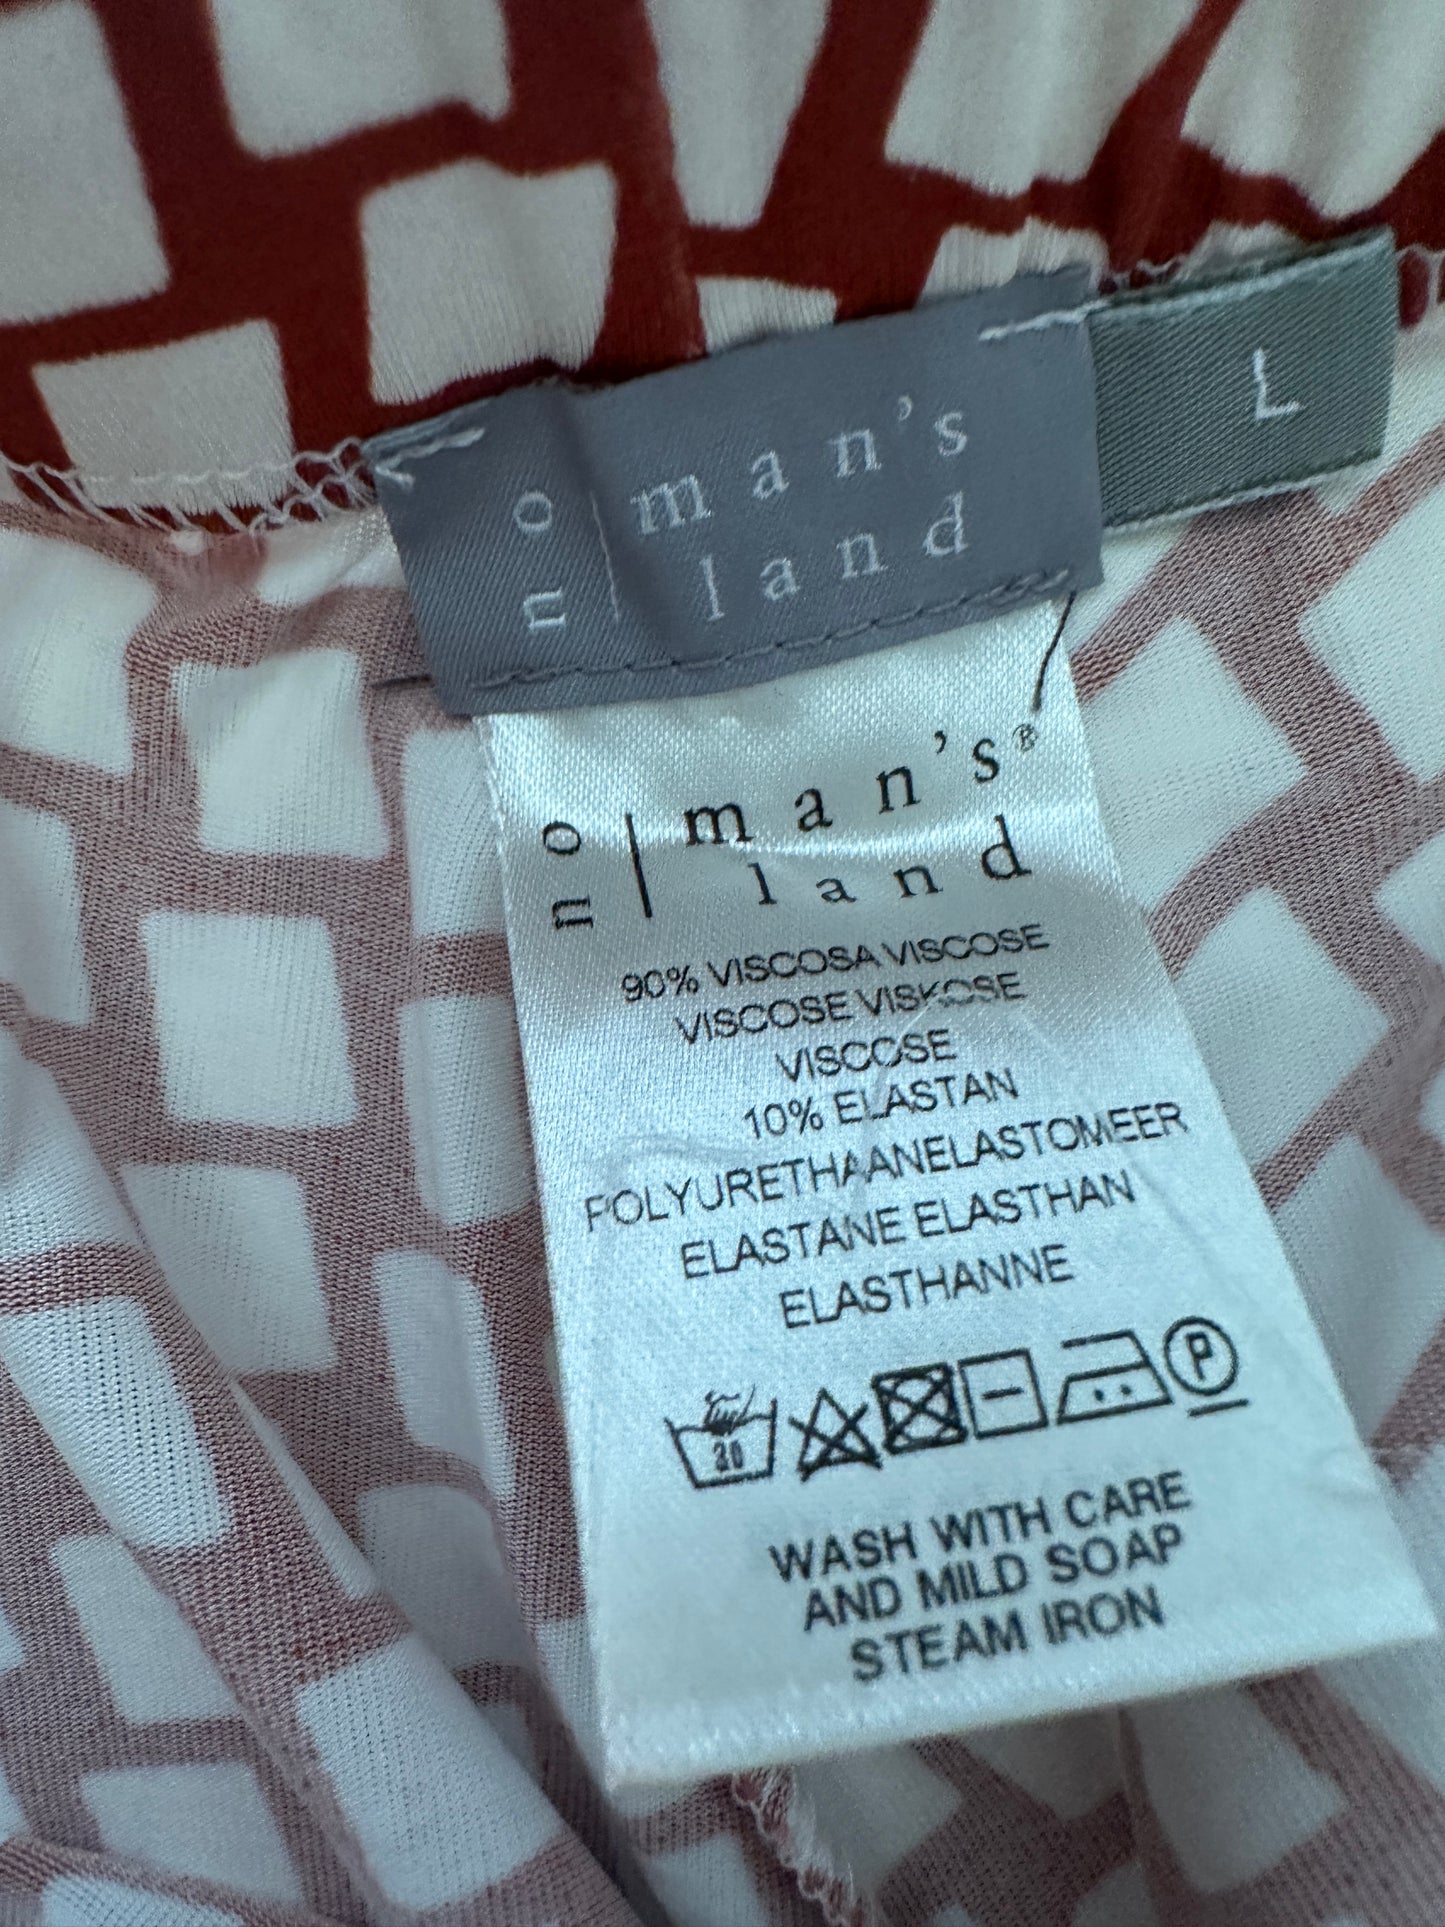 no | man's
land
L
no | man's®
land
90% VISCOSA VISCOSE
VISCOSE VISKOSE
VISCOSE
10% ELASTAN
POLYURETHAANELASTOMEER
ELASTANE ELASTHAN
ELASTHANNE
P
WASH WITH CARE
AND MILD SOAP
STEAM IRON